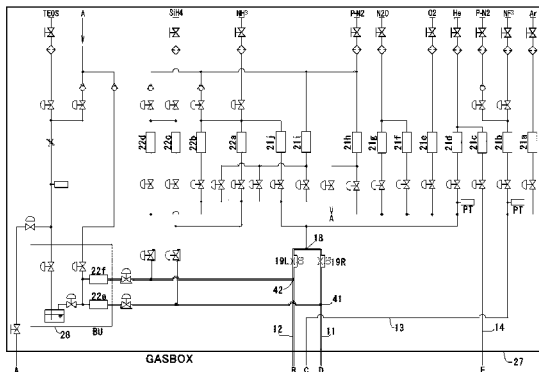 TEOS A SiH4 NH3 P-N2 N2O O2 He P-N2 NF3 Ar
22d 22c 22b 22a 21j 21i 21h 21g 21f 21e 21d 21c 21b 21a
PT PT
V
A
18
19L 19R
22f 42
22e 41
28 BU 12 11 13 14
GASBOX 27
A B C D E